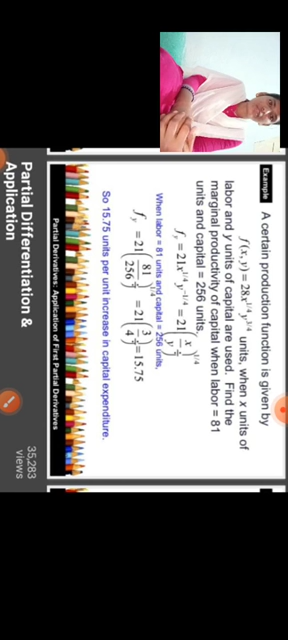 Example A certain production function is given by
f(x, y) = 28x^{1/4} y^{3/4} units, when x units of
labor and y units of capital are used. Find the
marginal productivity of capital when labor = 81
units and capital = 256 units.
f_y = 21x^{1/4} y^{-1/4} = 21(x/y)^{1/4}
When labor = 81 units and capital = 256 units,
f_y = 21(81/256)^{1/4} = 21(3/4) = 15.75
So 15.75 units per unit increase in capital expenditure.
Partial Derivatives: Application of First Partial Derivatives
Partial Differentiation &
Application
35,283
views